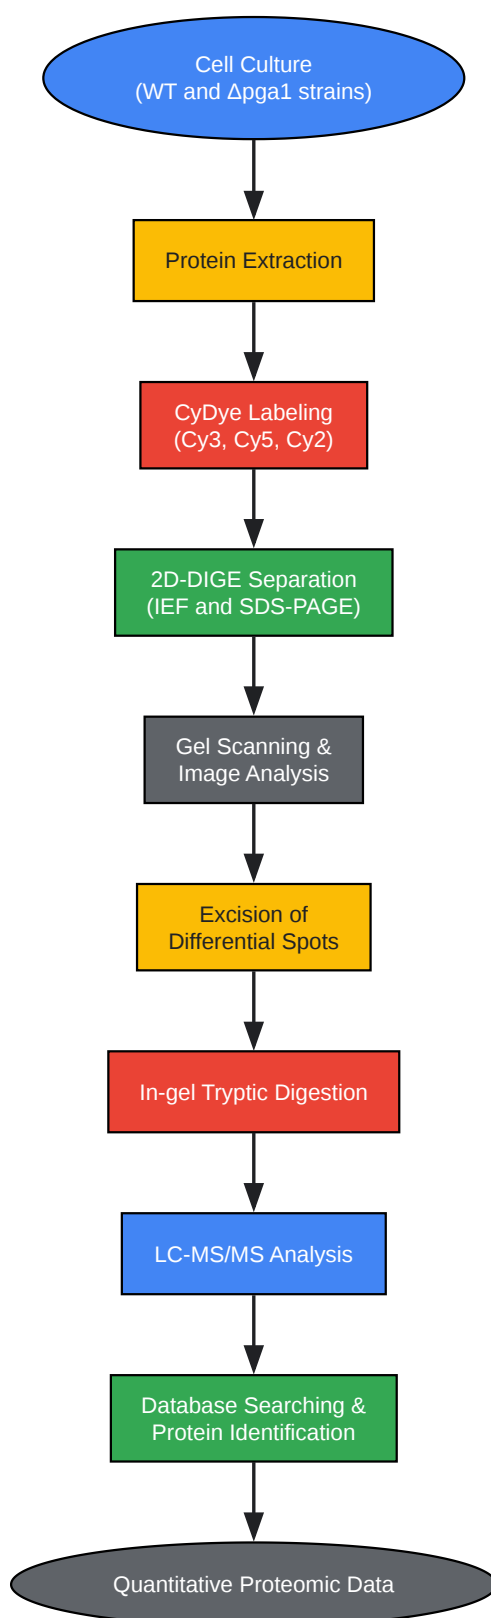 Cell Culture
(WT and Δpga1 strains)
Protein Extraction
CyDye Labeling
(Cy3, Cy5, Cy2)
2D-DIGE Separation
(IEF and SDS-PAGE)
Gel Scanning &
Image Analysis
Excision of
Differential Spots
In-gel Tryptic Digestion
LC-MS/MS Analysis
Database Searching &
Protein Identification
Quantitative Proteomic Data